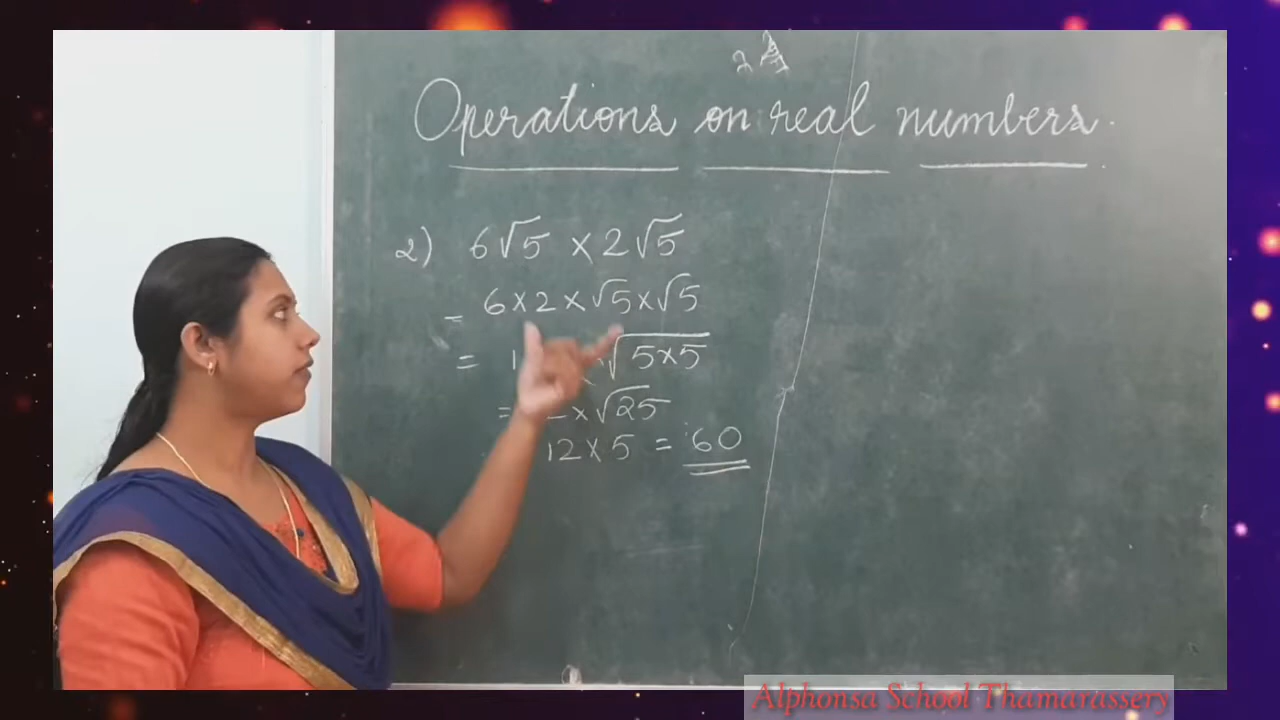 Operations on real numbers.
2) 6√5 × 2√5
= 6×2×√5×√5
= 1 √5×5
= ×√25
12×5 = 60
Alphonsa School Thamarassery